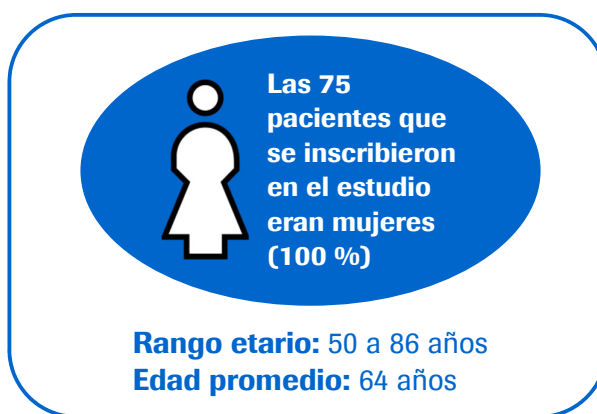 Las 75
pacientes que
se inscribieron
en el estudio
eran mujeres
(100 %)
Rango etario: 50 a 86 años
Edad promedio: 64 años